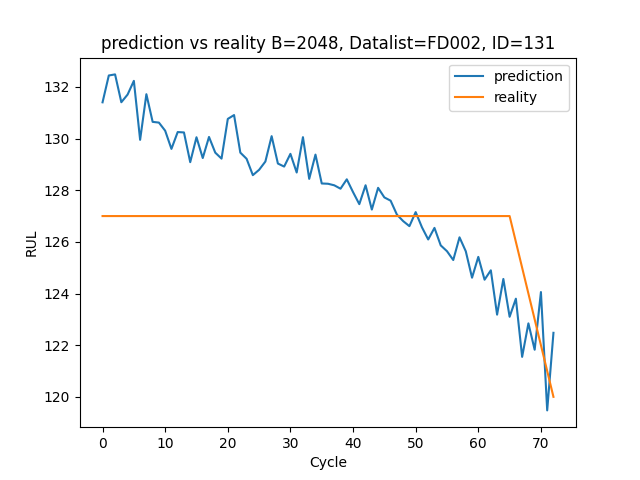 prediction vs reality B=2048, Datalist=FD002, ID=131
prediction
reality
132
130
128
126
124
122
120
RUL
0 10 20 30 40 50 60 70
Cycle